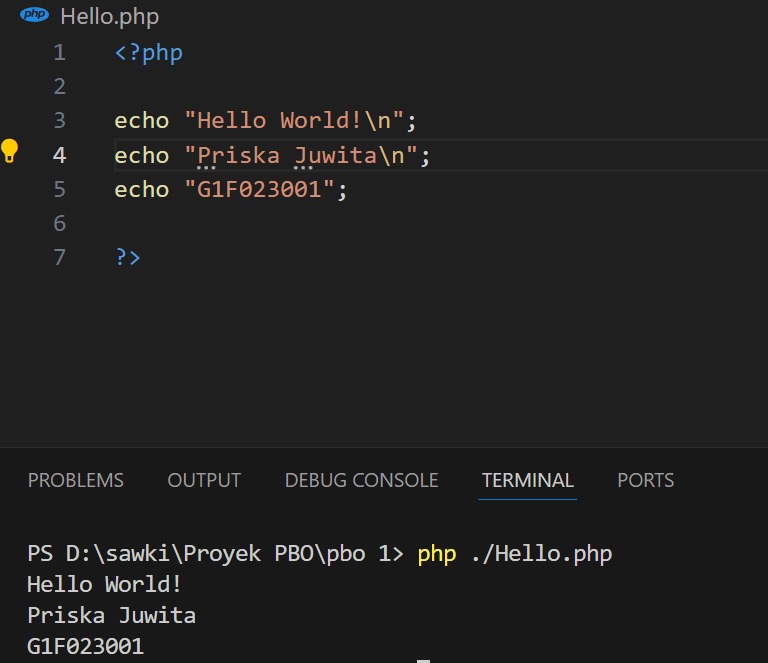 php Hello.php
1 <?php
2
3 echo "Hello World!\n";
4 echo "Priska Juwita\n";
5 echo "G1F023001";
6
7 ?>
PROBLEMS OUTPUT DEBUG CONSOLE TERMINAL PORTS
PS D:\sawki\Proyek PBO\pbo 1> php ./Hello.php
Hello World!
Priska Juwita
G1F023001